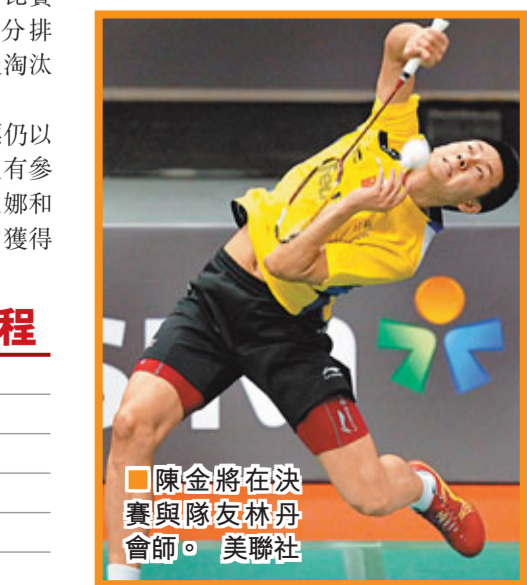 比賽
分排
淘汰
仍以
有參
娜和
獲得
程
■陳金將在決
賽與隊友林丹
會師。 美聯社